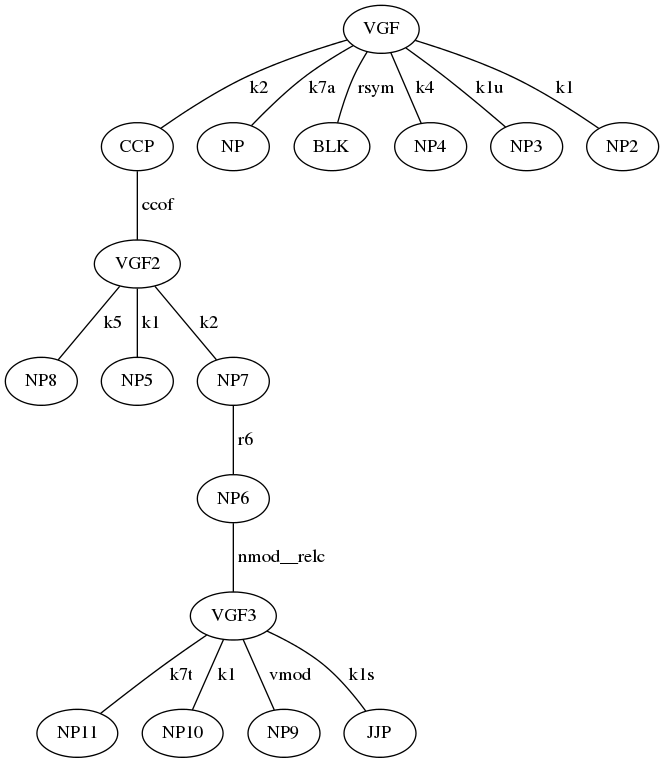 VGF
k2 k7a rsym k4 k1u k1
CCP NP BLK NP4 NP3 NP2
ccof
VGF2
k5 k1 k2
NP8 NP5 NP7
r6
NP6
nmod__relc
VGF3
k7t k1 vmod k1s
NP11 NP10 NP9 JJP